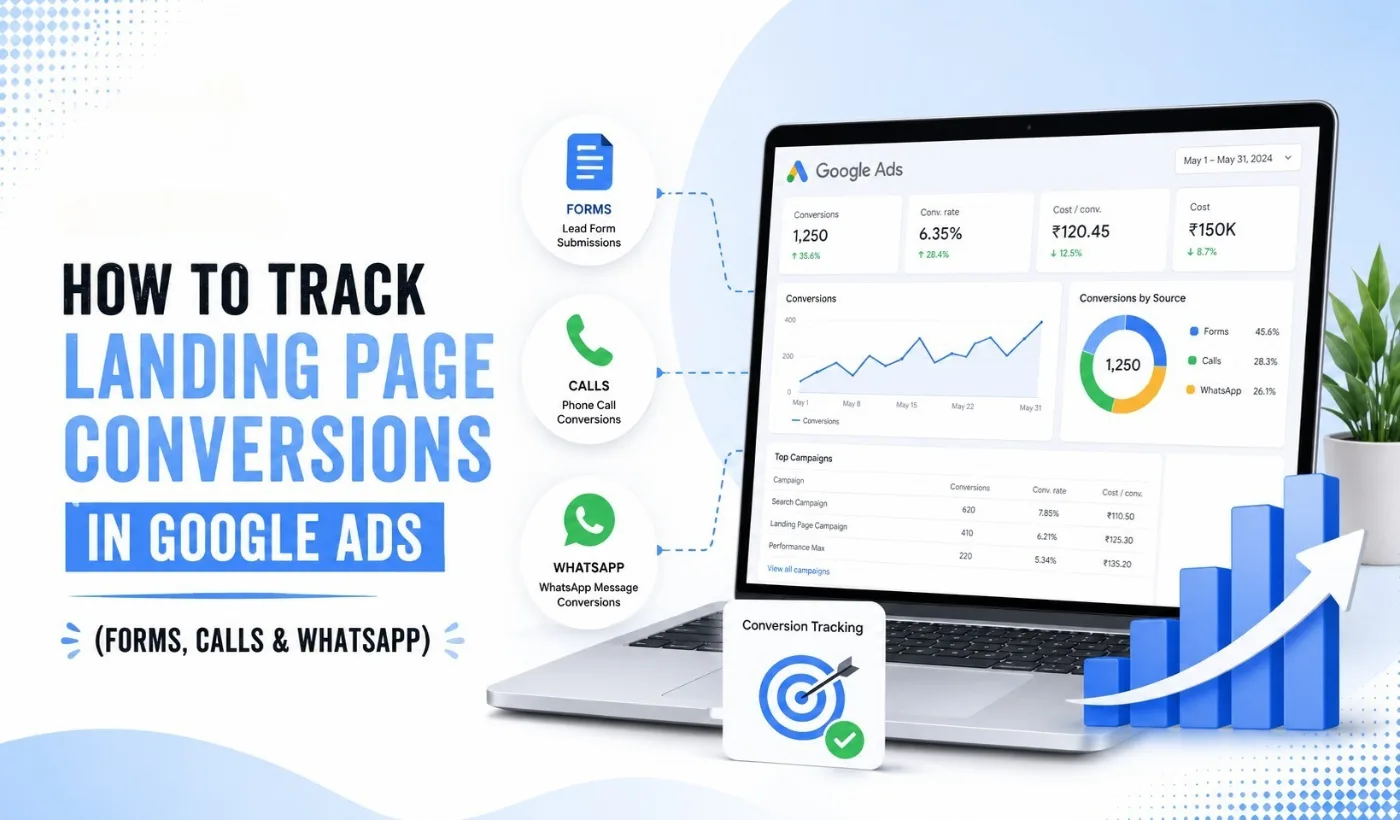 HOW TO TRACK
LANDING PAGE
CONVERSIONS
IN GOOGLE ADS
(FORMS, CALLS & WHATSAPP)
FORMS
Lead Form
Submissions
CALLS
Phone Call
Conversions
WHATSAPP
WhatsApp Message
Conversions
Google Ads
May 1 – May 31, 2024
Conversions
1,250
↑ 35.6%
Conv. rate
6.35%
↑ 28.4%
Cost / conv.
₹120.45
↓ 12.5%
Cost
₹150K
↓ 8.7%
Conversions
400
200
0
May 1 May 8 May 15 May 22 May 31
Conversions
Conversions by Source
1,250
Forms 45.6%
Calls 28.3%
WhatsApp 26.1%
Top Campaigns
Campaign Conversions Conv. rate Cost / conv.
Search Campaign 620 7.85% ₹110.50
Landing Page Campaign 410 6.21% ₹125.30
Performance Max 220 5.34% ₹135.20
View all campaigns
Conversion Tracking